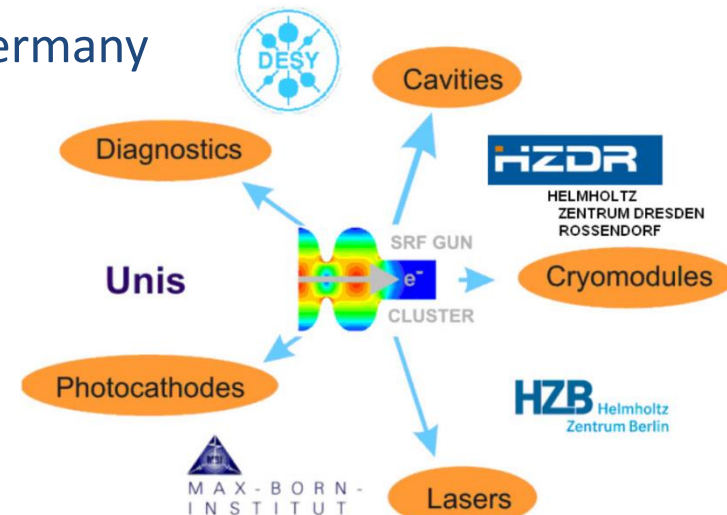 ermany
DESY
Cavities
Diagnostics
HZDR
HELMHOLTZ
ZENTRUM DRESDEN
ROSSENDORF
SRF GUN
Unis
e-
Cryomodules
CLUSTER
Photocathodes
HZB Helmholtz
Zentrum Berlin
MBI
MAX-BORN-
INSTITUT
Lasers